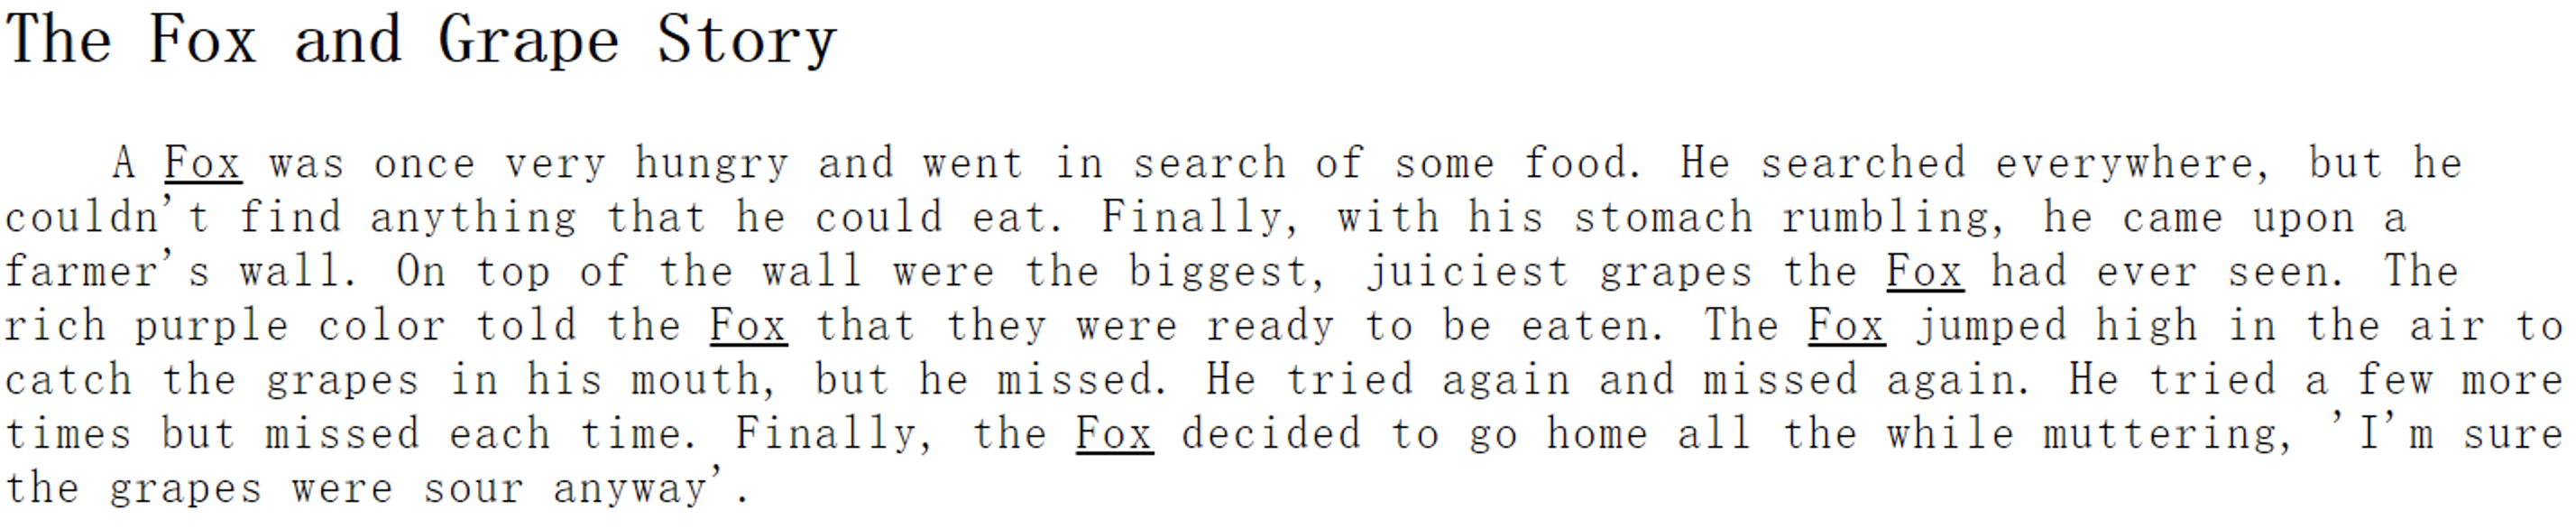 The Fox and Grape Story
A Fox was once very hungry and went in search of some food. He searched everywhere, but he
couldn't find anything that he could eat. Finally, with his stomach rumbling, he came upon a
farmer's wall. On top of the wall were the biggest, juiciest grapes the Fox had ever seen. The
rich purple color told the Fox that they were ready to be eaten. The Fox jumped high in the air to
catch the grapes in his mouth, but he missed. He tried again and missed again. He tried a few more
times but missed each time. Finally, the Fox decided to go home all the while muttering, 'I'm sure
the grapes were sour anyway'.